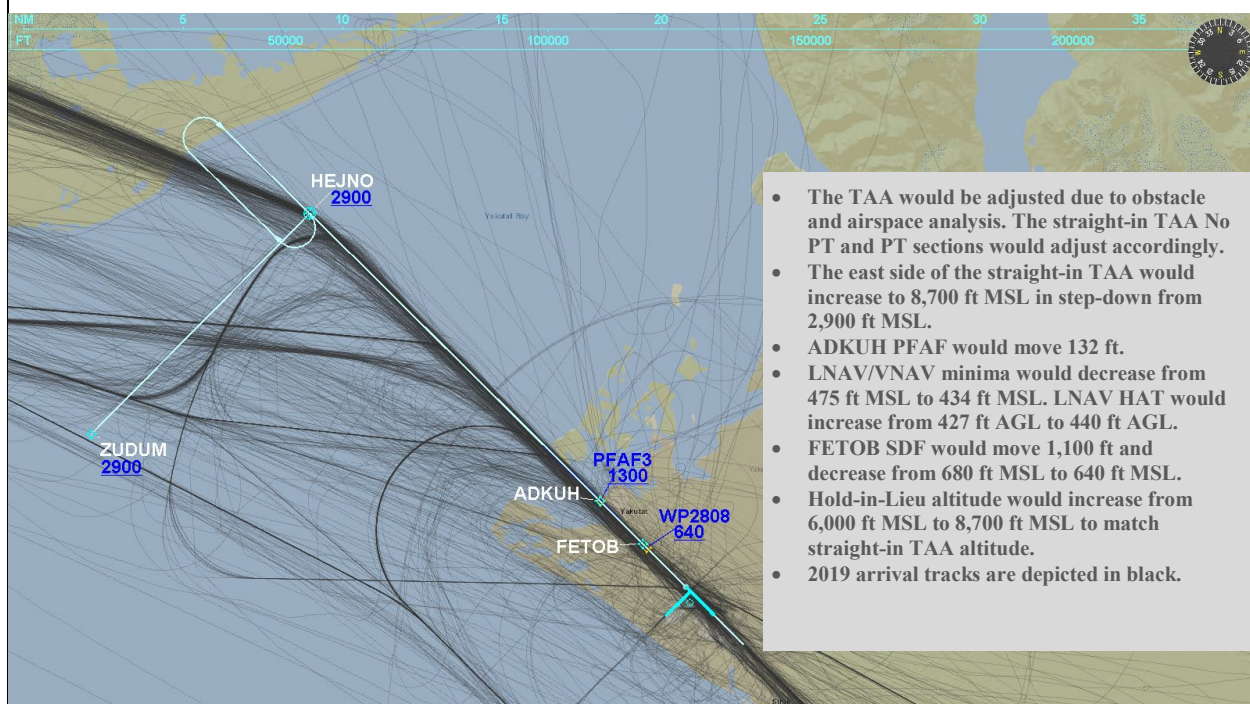 NM 5 10 15 20 25 30 35
FT 50000 100000 150000 200000
N
E
S
W
HEJNO
2900
Yakutat Bay
ZUDUM
2900
PFAF3
1300
ADKUH
Yakutat
WP2808
640
FETOB
• The TAA would be adjusted due to obstacle
and airspace analysis. The straight-in TAA No
PT and PT sections would adjust accordingly.
• The east side of the straight-in TAA would
increase to 8,700 ft MSL in step-down from
2,900 ft MSL.
• ADKUH PFAF would move 132 ft.
• LNAV/VNAV minima would decrease from
475 ft MSL to 434 ft MSL. LNAV HAT would
increase from 427 ft AGL to 440 ft AGL.
• FETOB SDF would move 1,100 ft and
decrease from 680 ft MSL to 640 ft MSL.
• Hold-in-Lieu altitude would increase from
6,000 ft MSL to 8,700 ft MSL to match
straight-in TAA altitude.
• 2019 arrival tracks are depicted in black.